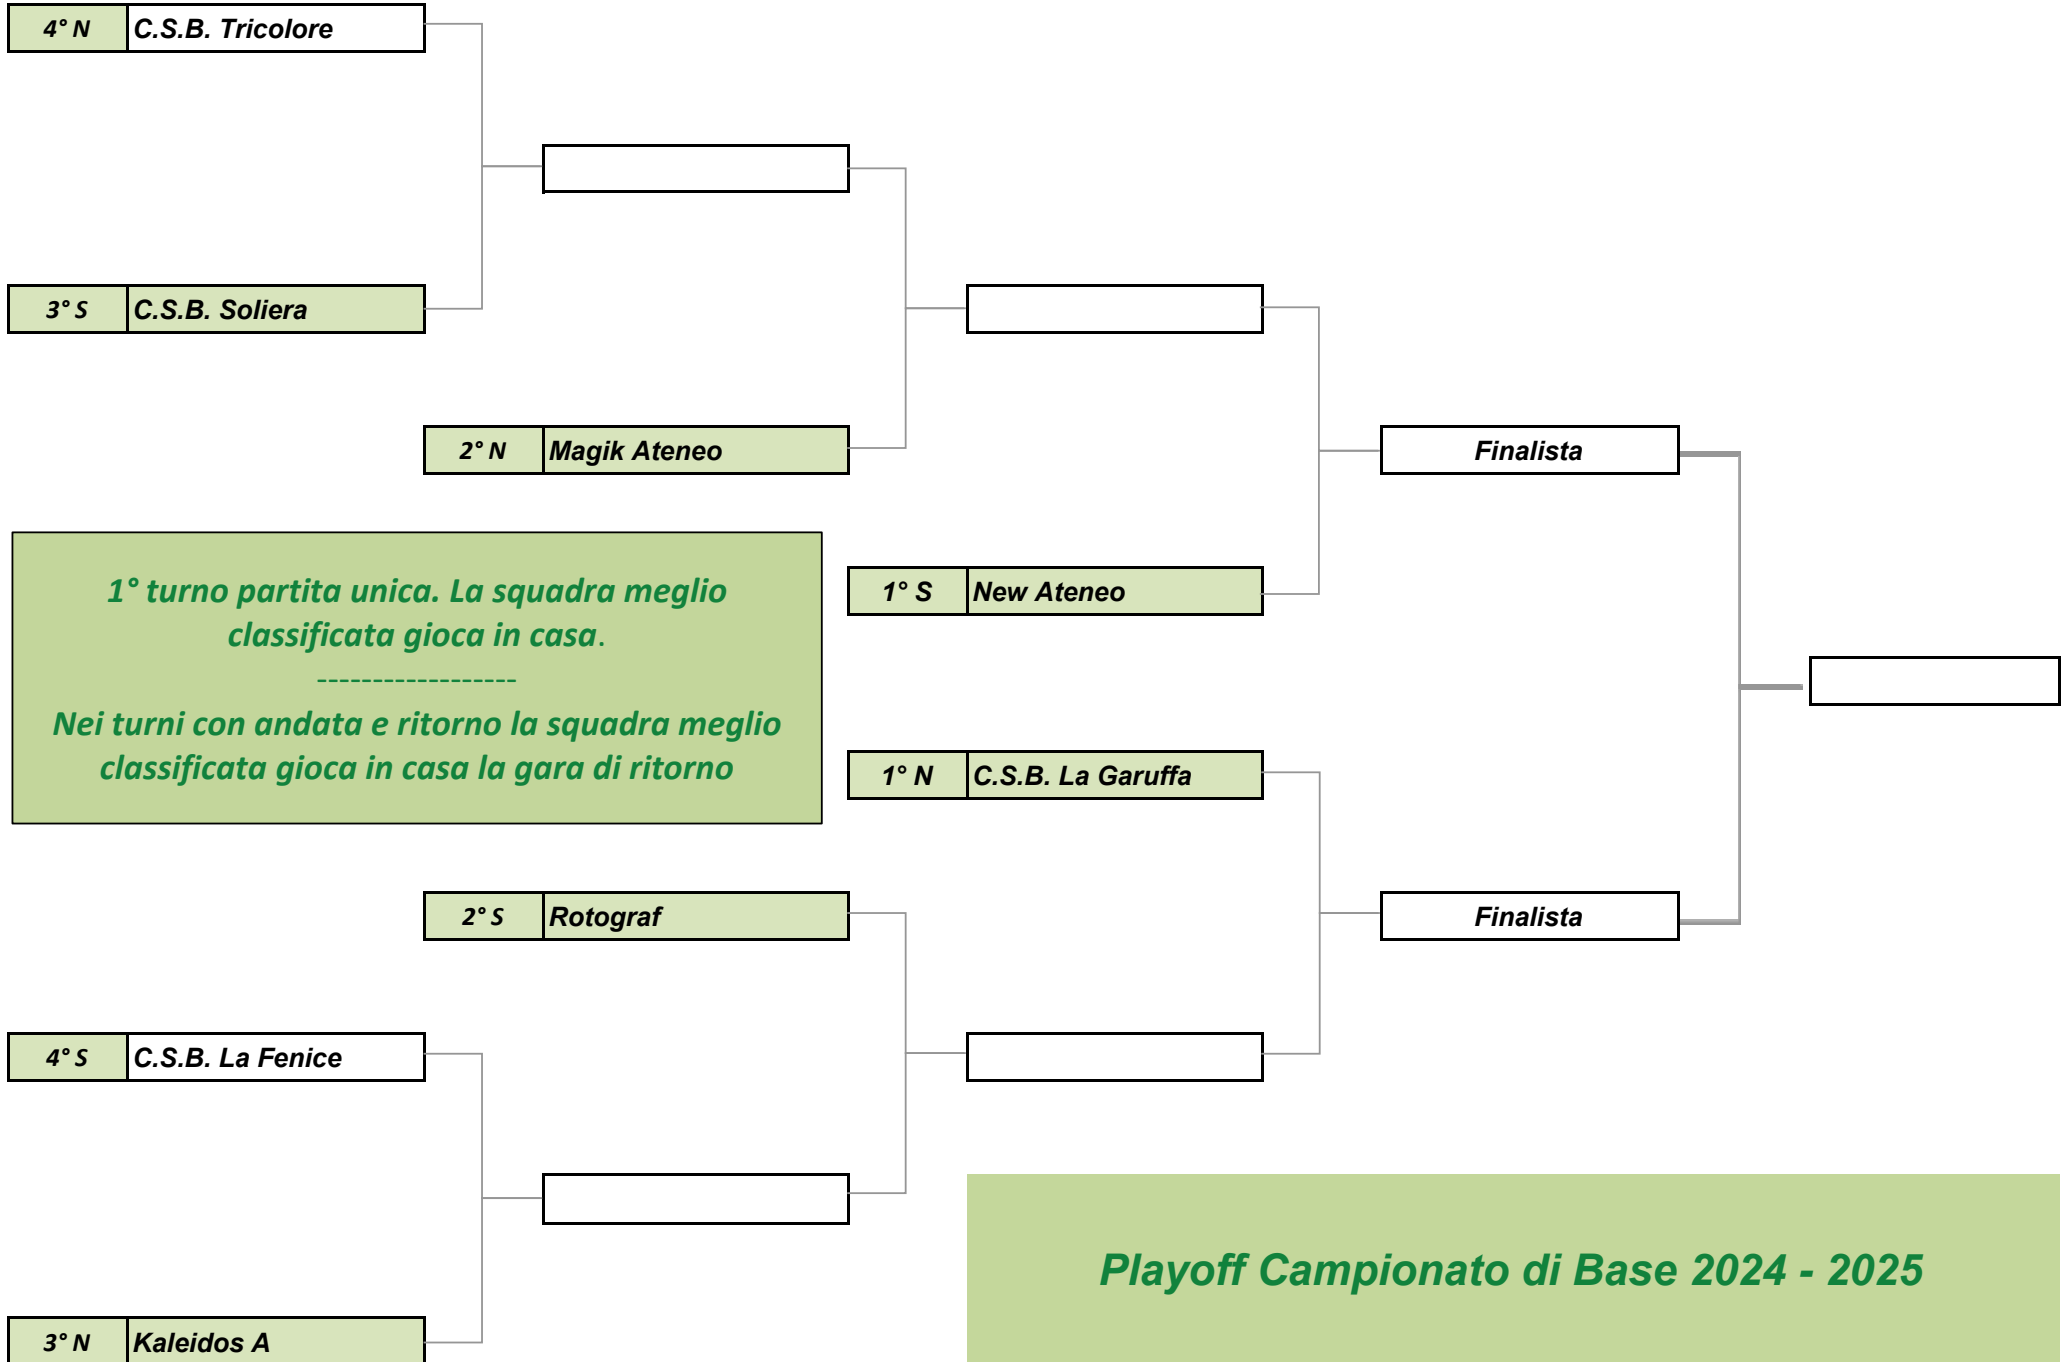 4° N C.S.B. Tricolore
3° S C.S.B. Soliera
2° N Magik Ateneo
Finalista
1° turno partita unica. La squadra meglio
classificata gioca in casa.
------------------
Nei turni con andata e ritorno la squadra meglio
classificata gioca in casa la gara di ritorno
1° S New Ateneo
1° N C.S.B. La Garuffa
2° S Rotograf
Finalista
4° S C.S.B. La Fenice
Playoff Campionato di Base 2024 - 2025
3° N Kaleidos A